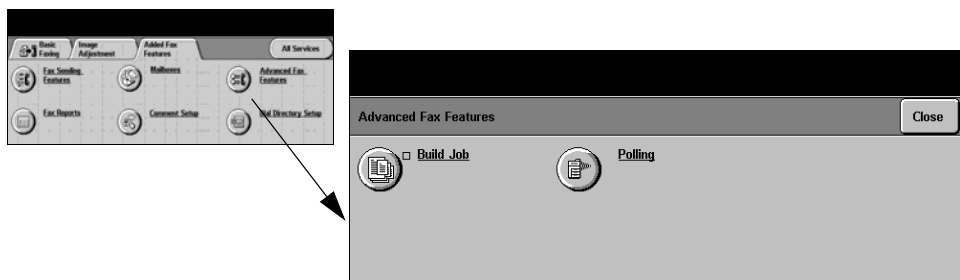 Basic Faxing
Image Adjustment
Added Fax Features
All Services
Fax Sending Features
Mailboxes
Advanced Fax Features
Fax Reports
Comment Setup
Dial Directory Setup
Advanced Fax Features
Close
Build Job
Polling